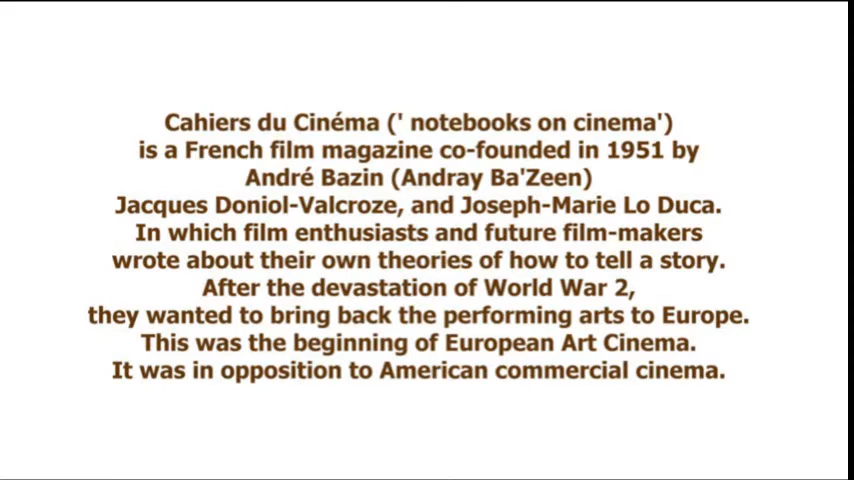 Cahiers du Cinéma (' notebooks on cinema')
is a French film magazine co-founded in 1951 by
André Bazin (Andray Ba'Zeen)
Jacques Doniol-Valcroze, and Joseph-Marie Lo Duca.
In which film enthusiasts and future film-makers
wrote about their own theories of how to tell a story.
After the devastation of World War 2,
they wanted to bring back the performing arts to Europe.
This was the beginning of European Art Cinema.
It was in opposition to American commercial cinema.